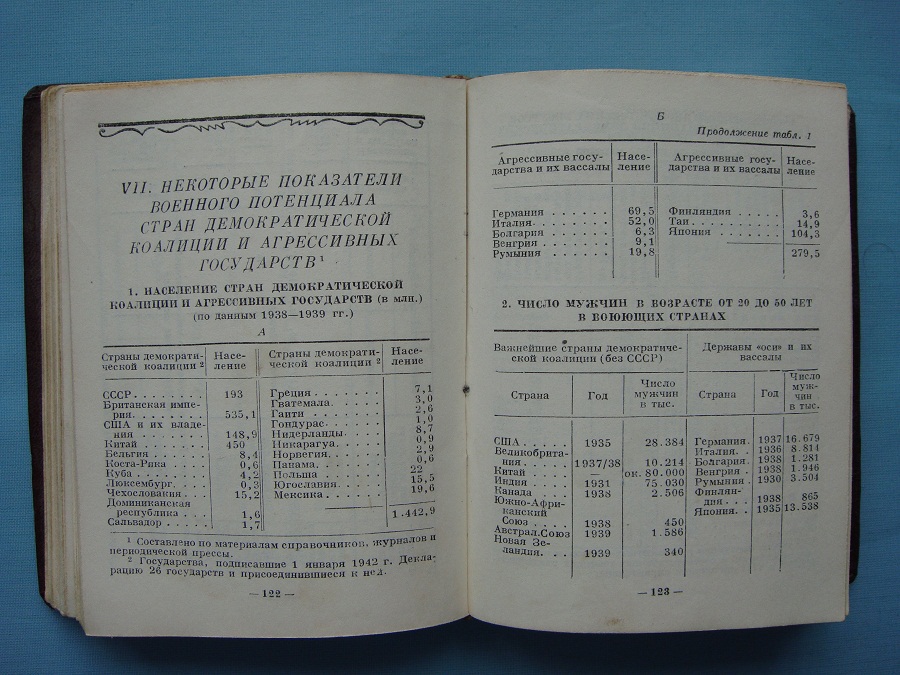 VII. НЕКОТОРЫЕ ПОКАЗАТЕЛИ
ВОЕННОГО ПОТЕНЦИАЛА
СТРАН ДЕМОКРАТИЧЕСКОЙ
КОАЛИЦИИ И АГРЕССИВНЫХ
ГОСУДАРСТВ¹
1. НАСЕЛЕНИЕ СТРАН ДЕМОКРАТИЧЕСКОЙ
КОАЛИЦИИ И АГРЕССИВНЫХ ГОСУДАРСТВ (в млн.)
(по данным 1938—1939 гг.)
А
Страны демократической коалиции ² Население Страны демократической коалиции ² Население
СССР 193 Греция 7,1
Британская империя 535,1 Гватемала 3,0
США и их владения 148,9 Гаити 2,6
Китай 450 Гондурас 1,0
Бельгия 8,4 Нидерланды 8,7
Коста-Рика 0,6 Никарагуа 0,9
Куба 4,2 Норвегия 2,9
Люксембург 0,3 Панама 0,6
Чехословакия 15,2 Польша 22
Доминиканская республика 1,6 Югославия 15,5
Сальвадор 1,7 Мексика 19,6
1.442,9
¹ Составлено по материалам справочников, журналов и
периодической прессы.
² Государства, подписавшие 1 января 1942 г. Декла-
рацию 26 государств и присоединившиеся к ней.
— 122 —
Б
Продолжение табл. 1
Агрессивные государства и их вассалы Население Агрессивные государства и их вассалы Население
Германия 69,5 Финляндия 3,6
Италия 52,0 Таи 14,9
Болгария 6,3 Япония 104,3
Венгрия 9,1
Румыния 19,8 279,5
2. ЧИСЛО МУЖЧИН В ВОЗРАСТЕ ОТ 20 ДО 50 ЛЕТ
В ВОЮЮЩИХ СТРАНАХ
Важнейшие страны демократической коалиции (без СССР) Державы „оси" и их вассалы
Страна Год Число мужчин в тыс. Страна Год Число мужчин в тыс.
США 1935 28.384 Германия 1937 16.679
Великобритания 1937/38 10.214 Италия 1936 8.814
Китай ок. 80.000 Болгария 1938 1.281
Индия 1931 75.030 Венгрия 1938 1.946
Канада 1938 2.506 Румыния 1930 3.504
Южно-Африканский Союз 1938 450 Финляндия 1938 865
Австрал.Союз 1939 1.586 Япония 1935 13.538
Новая Зеландия 1939 340
— 123 —